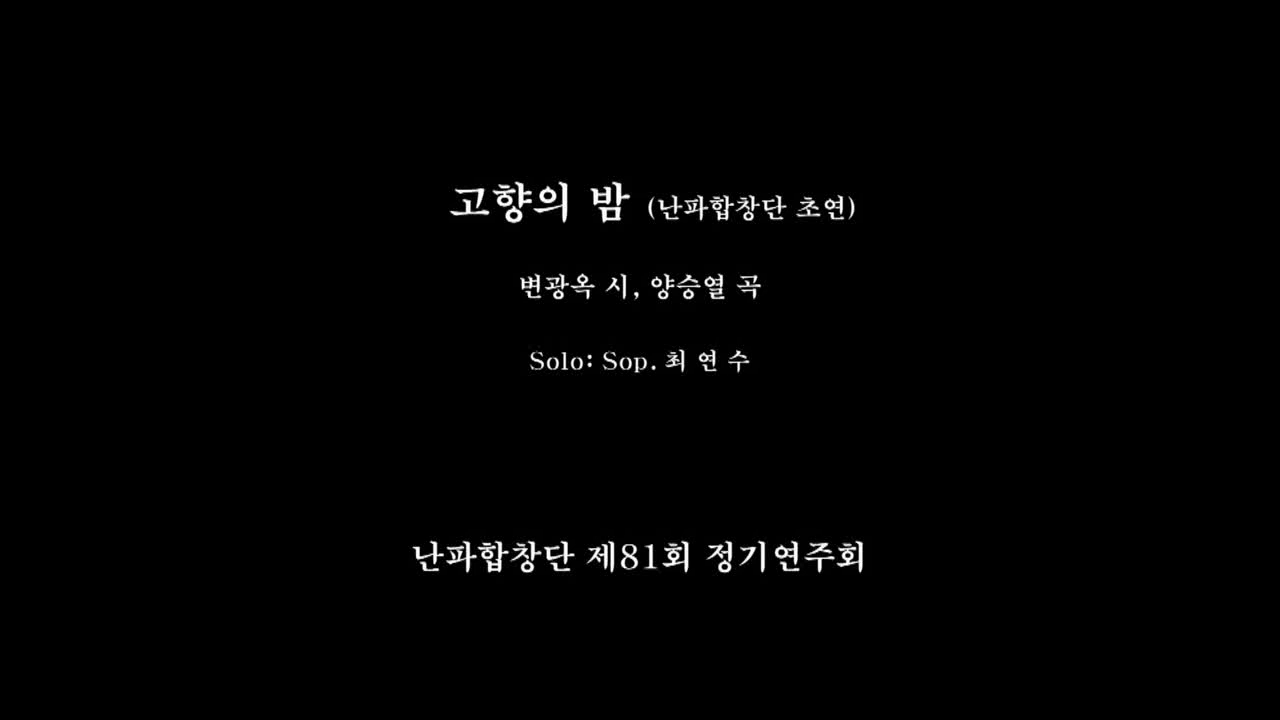 고향의 밤 (난파합창단 초연)
변광옥 시, 양승열 곡
Solo: Sop. 최 연 수
난파합창단 제81회 정기연주회